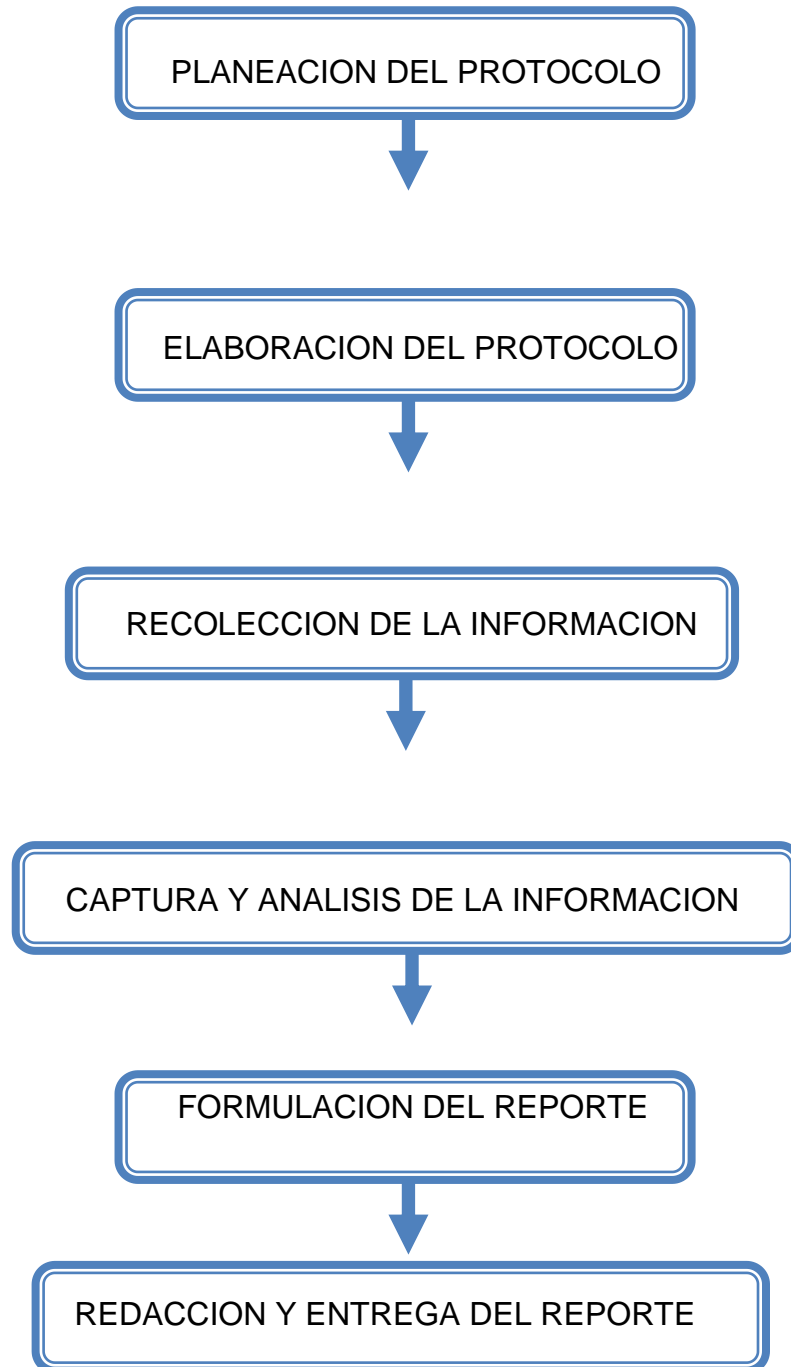 PLANEACION DEL PROTOCOLO
ELABORACION DEL PROTOCOLO
RECOLECCION DE LA INFORMACION
CAPTURA Y ANALISIS DE LA INFORMACION
FORMULACION DEL REPORTE
REDACCION Y ENTREGA DEL REPORTE